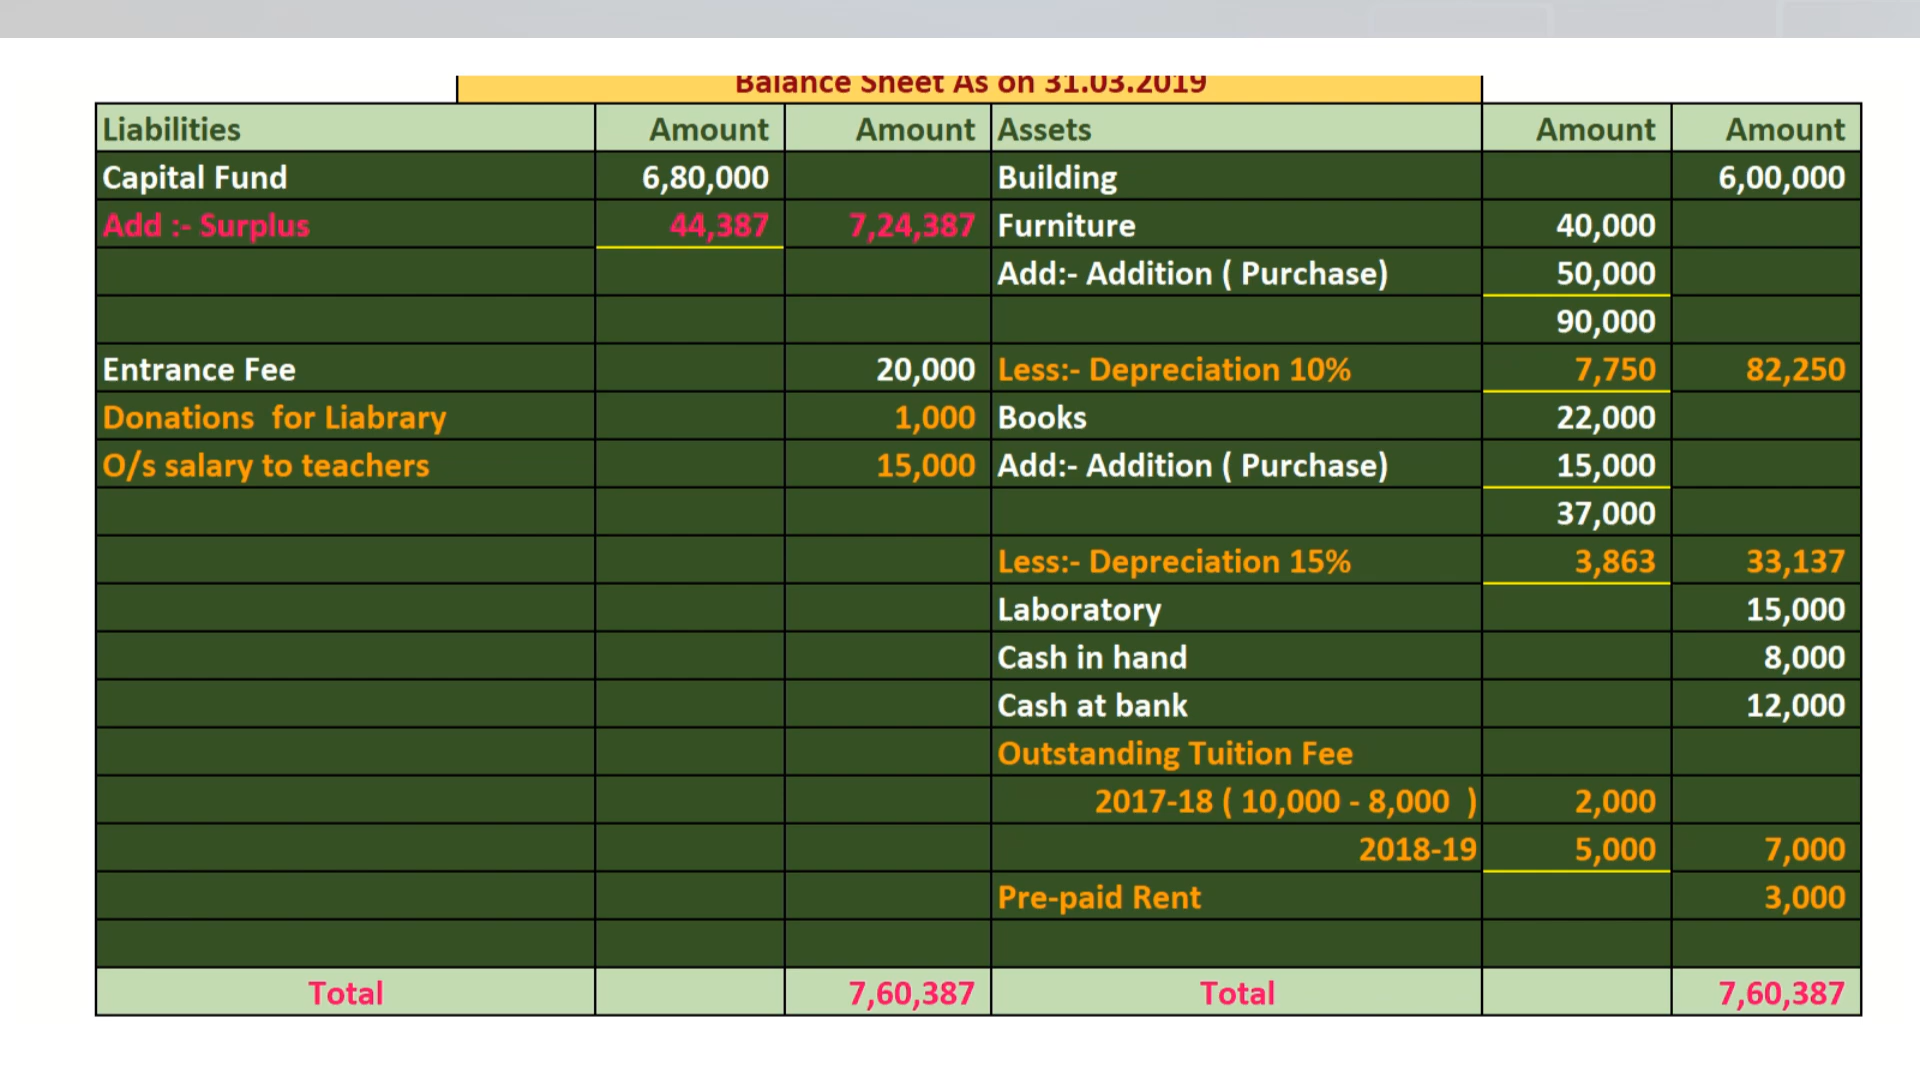 Balance Sheet As on 31.03.2019
Liabilities Amount Amount Assets Amount Amount
Capital Fund 6,80,000 Building 6,00,000
Add :- Surplus 44,387 7,24,387 Furniture 40,000
Add:- Addition ( Purchase) 50,000
90,000
Entrance Fee 20,000 Less:- Depreciation 10% 7,750 82,250
Donations for Liabrary 1,000 Books 22,000
O/s salary to teachers 15,000 Add:- Addition ( Purchase) 15,000
37,000
Less:- Depreciation 15% 3,863 33,137
Laboratory 15,000
Cash in hand 8,000
Cash at bank 12,000
Outstanding Tuition Fee
2017-18 ( 10,000 - 8,000 ) 2,000
2018-19 5,000 7,000
Pre-paid Rent 3,000
Total 7,60,387 Total 7,60,387